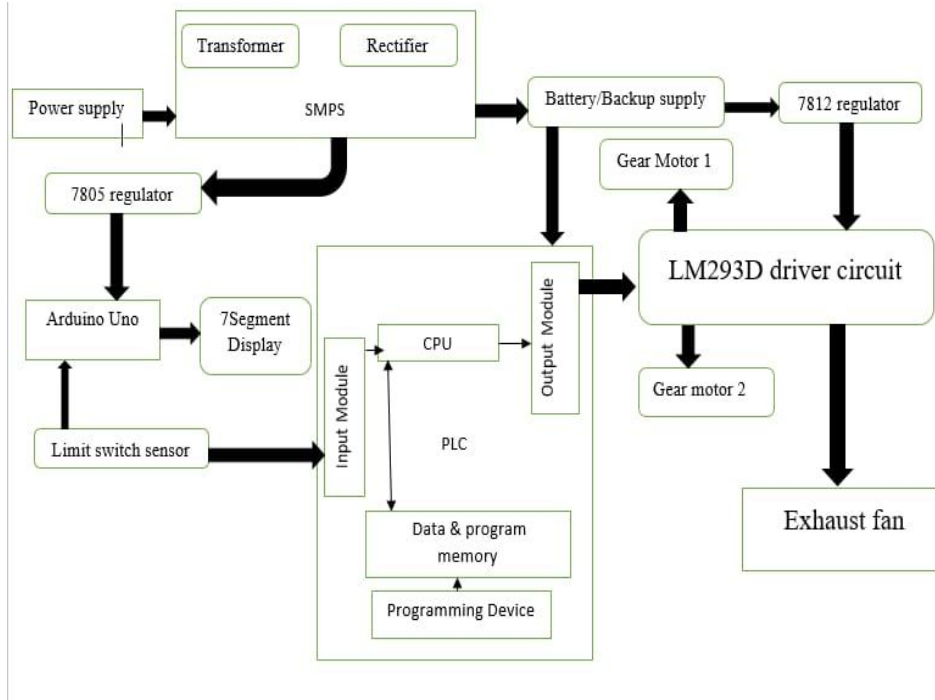 Transformer
Rectifier
Power supply
SMPS
Battery/Backup supply
7812 regulator
7805 regulator
Gear Motor 1
LM293D driver circuit
Arduino Uno
7Segment
Display
CPU
Input Module
Output Module
Gear motor 2
Limit switch sensor
PLC
Data & program
memory
Programming Device
Exhaust fan